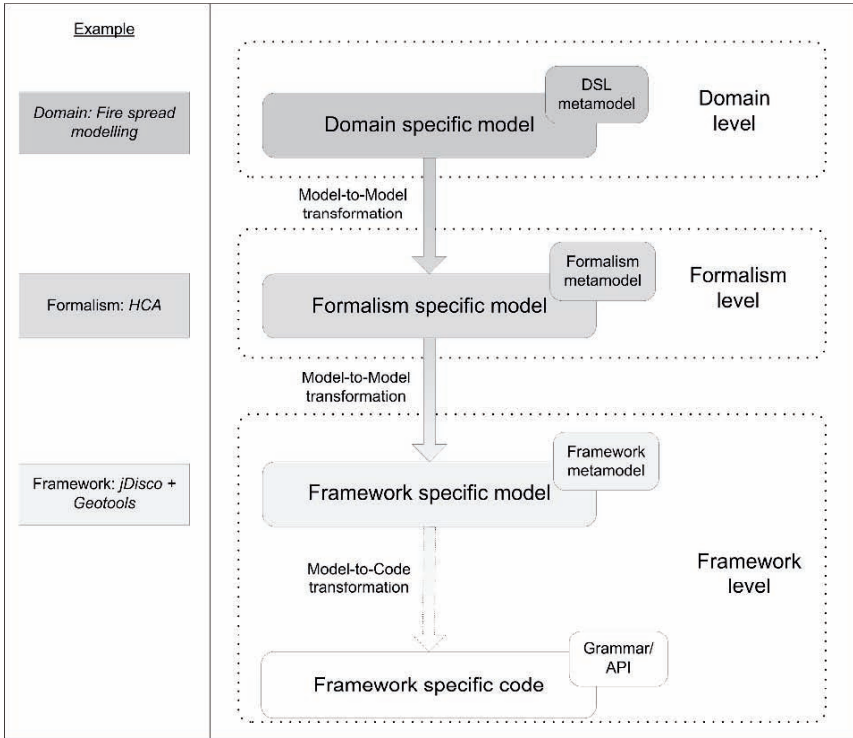 Example
Domain: Fire spread
modelling
Formalism: HCA
Framework: jDisco +
Geotools
DSL
metamodel
Domain specific model
Domain
level
Model-to-Model
transformation
Formalism
metamodel
Formalism specific model
Formalism
level
Model-to-Model
transformation
Framework
metamodel
Framework specific model
Model-to-Code
transformation
Framework
level
Grammar/
API
Framework specific code